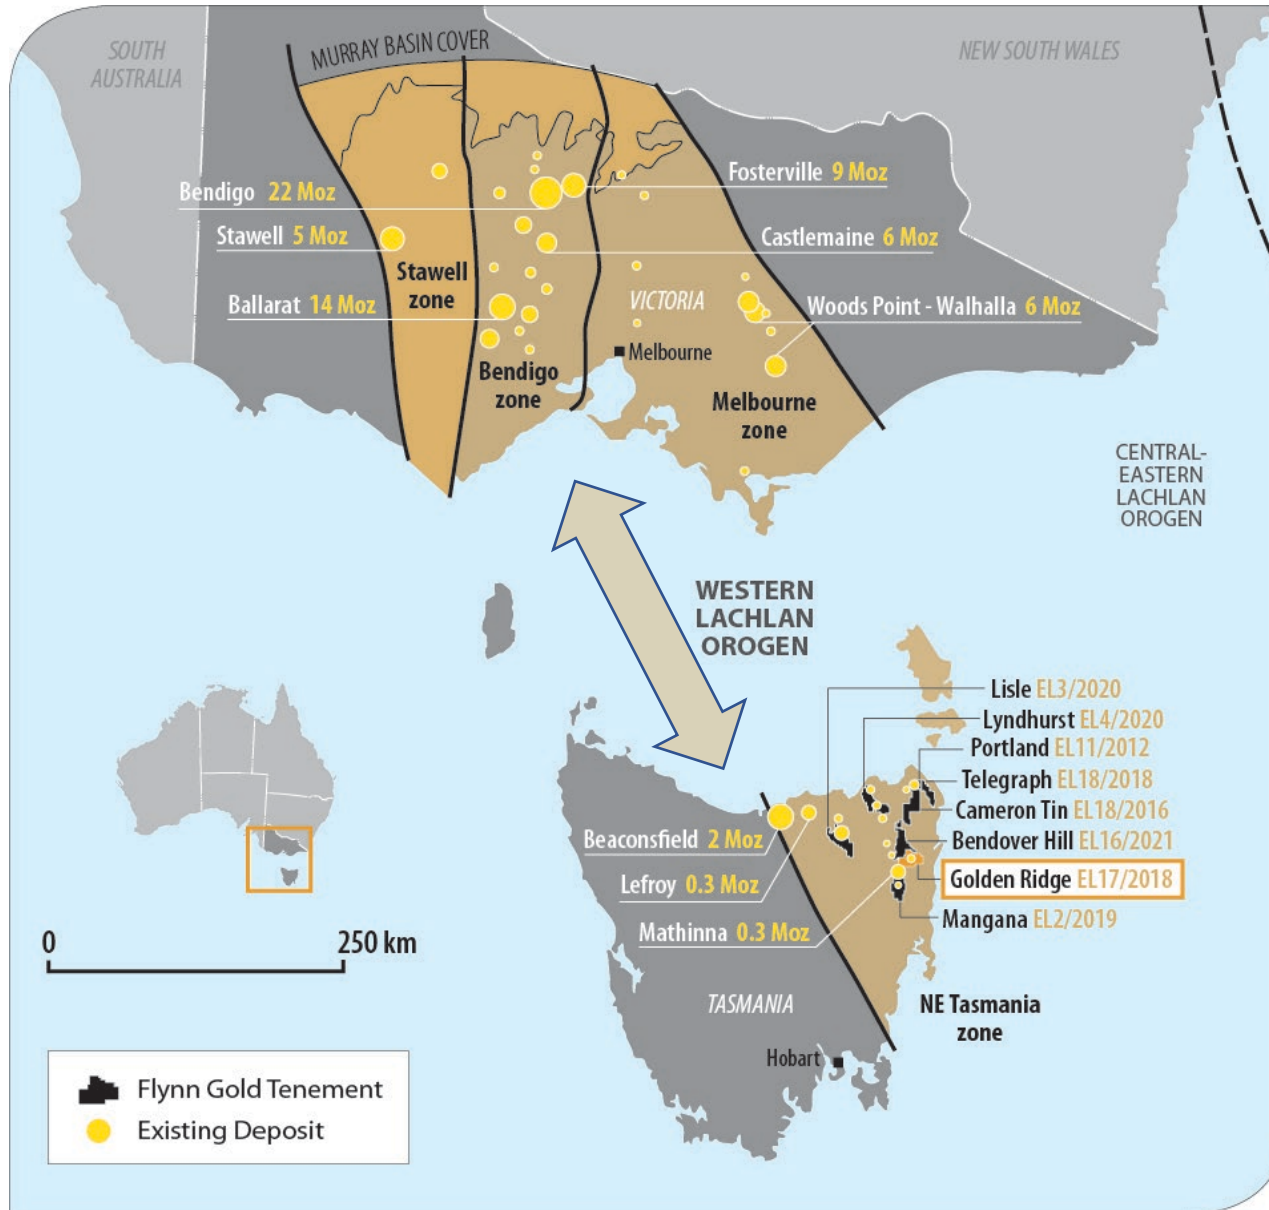 SOUTH
AUSTRALIA
MURRAY BASIN COVER
NEW SOUTH WALES
Bendigo 22 Moz
Fosterville 9 Moz
Stawell 5 Moz
Castlemaine 6 Moz
Stawell
zone
Ballarat 14 Moz
VICTORIA
Woods Point - Walhalla 6 Moz
Melbourne
Bendigo
zone
Melbourne
zone
CENTRAL-
EASTERN
LACHLAN
OROGEN
WESTERN
LACHLAN
OROGEN
Lisle EL3/2020
Lyndhurst EL4/2020
Portland EL11/2012
Telegraph EL18/2018
Cameron Tin EL18/2016
Bendover Hill EL16/2021
Golden Ridge EL17/2018
Mangana EL2/2019
Beaconsfield 2 Moz
Lefroy 0.3 Moz
Mathinna 0.3 Moz
TASMANIA
NE Tasmania
zone
Hobart
0 250 km
Flynn Gold Tenement
Existing Deposit